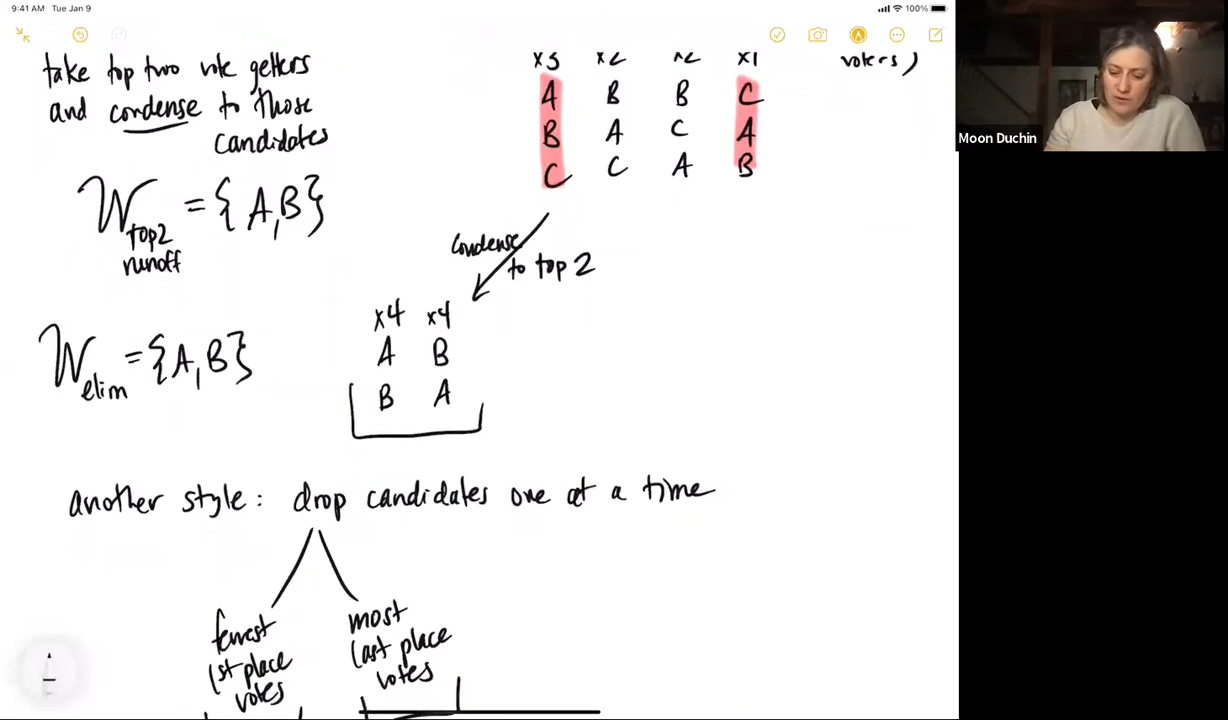 9:41 AM Tue Jan 9
100%
take top two vote getters
and condense to those
candidates
W top2 runoff = {A,B}
x3 x2 x2 x1
A B B C
B A C A
C C A B
voters)
Condense
to top 2
x4 x4
A B
B A
W elim = {A,B}
another style: drop candidates one at a time
fewest
1st place
votes
most
last place
votes
Moon Duchin